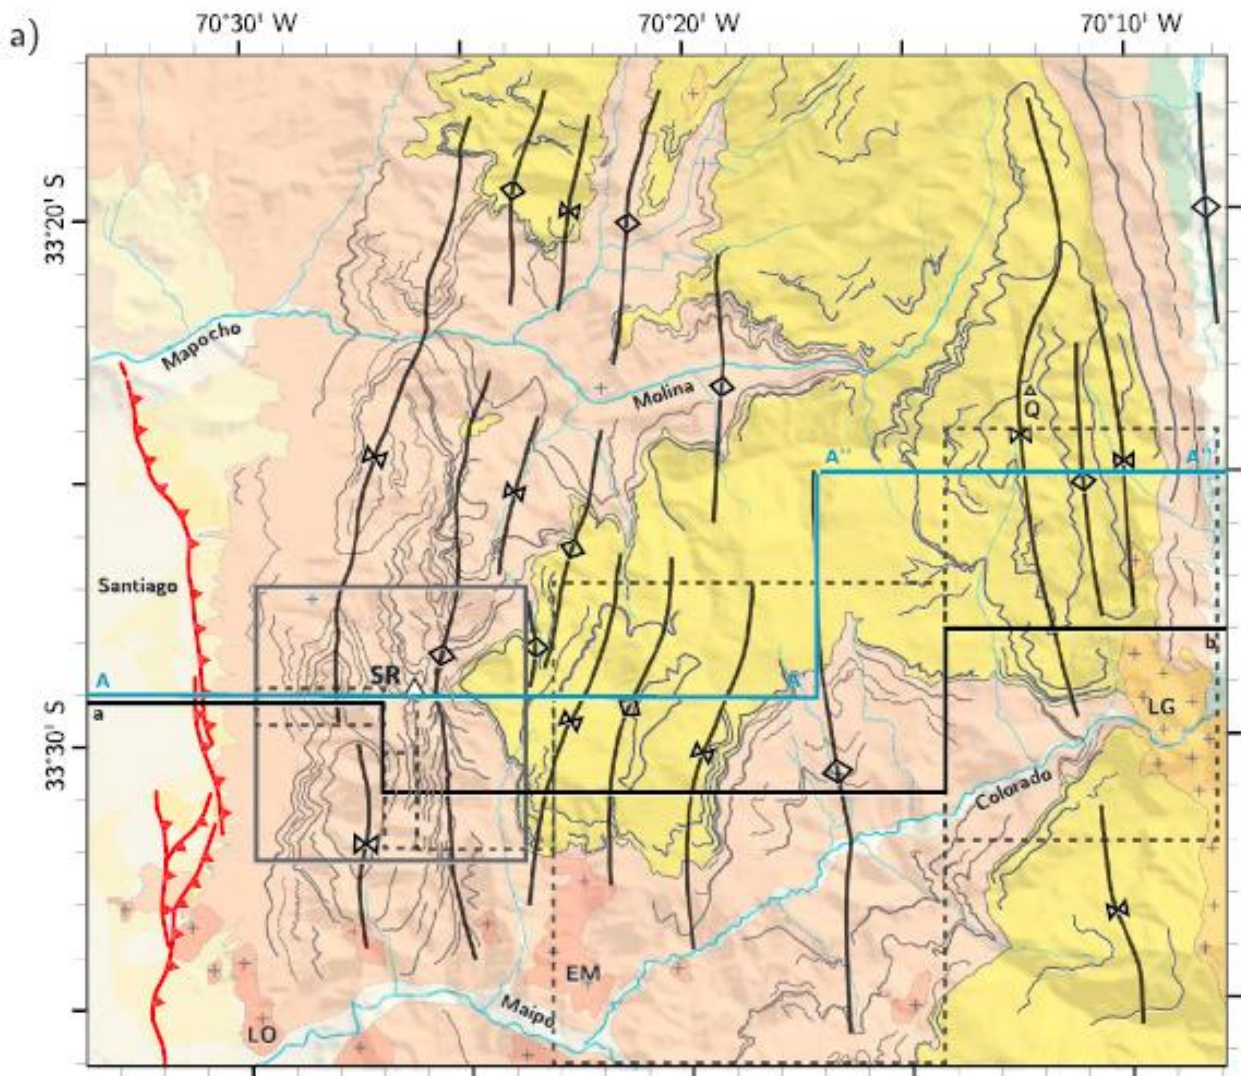 a)
70°30' W
70°20' W
70°10' W
33°20' S
Mapocho
Molina
Q
A''
A'''
Santiago
SR
A
A'
a
b
LG
33°30' S
Colorado
EM
Maipo
LO